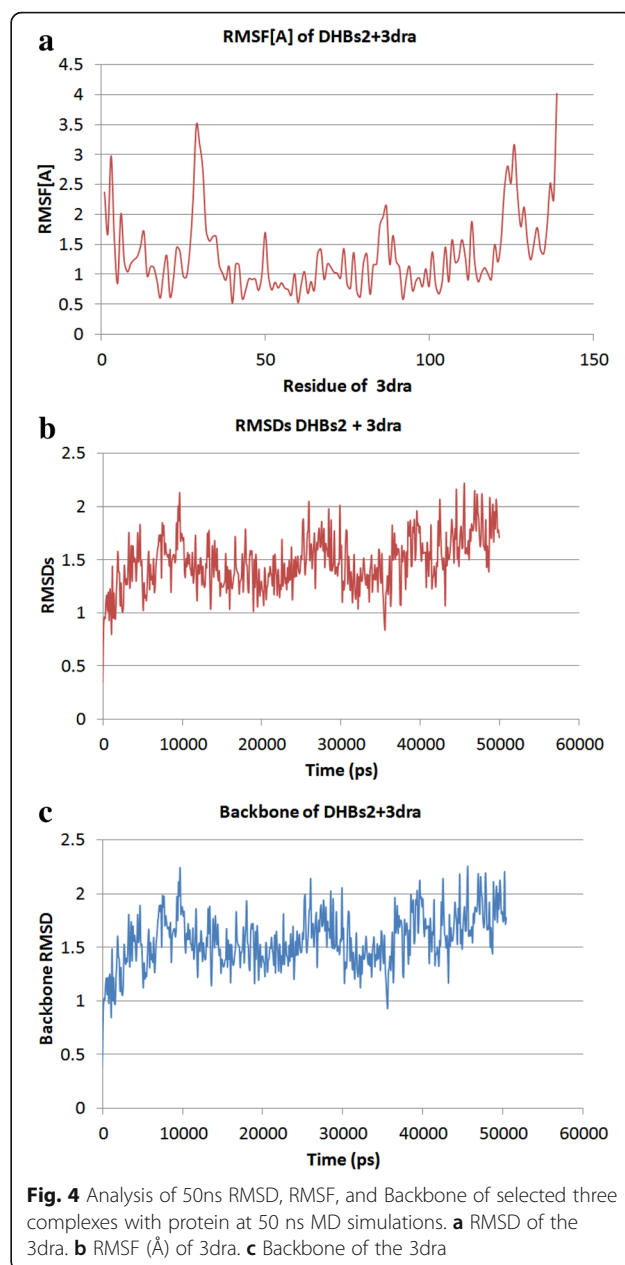 a
RMSF[A] of DHBs2+3dra
4.5
4
3.5
3
2.5
2
1.5
1
0.5
0
RMSF[A]
0 50 100 150
Residue of 3dra
b
RMSDs DHBs2 + 3dra
2.5
2
1.5
1
0.5
0
RMSDs
0 10000 20000 30000 40000 50000 60000
Time (ps)
c
Backbone of DHBs2+3dra
2.5
2
1.5
1
0.5
0
Backbone RMSD
0 10000 20000 30000 40000 50000 60000
Time (ps)
Fig. 4 Analysis of 50ns RMSD, RMSF, and Backbone of selected three
complexes with protein at 50 ns MD simulations. a RMSD of the
3dra. b RMSF (Å) of 3dra. c Backbone of the 3dra